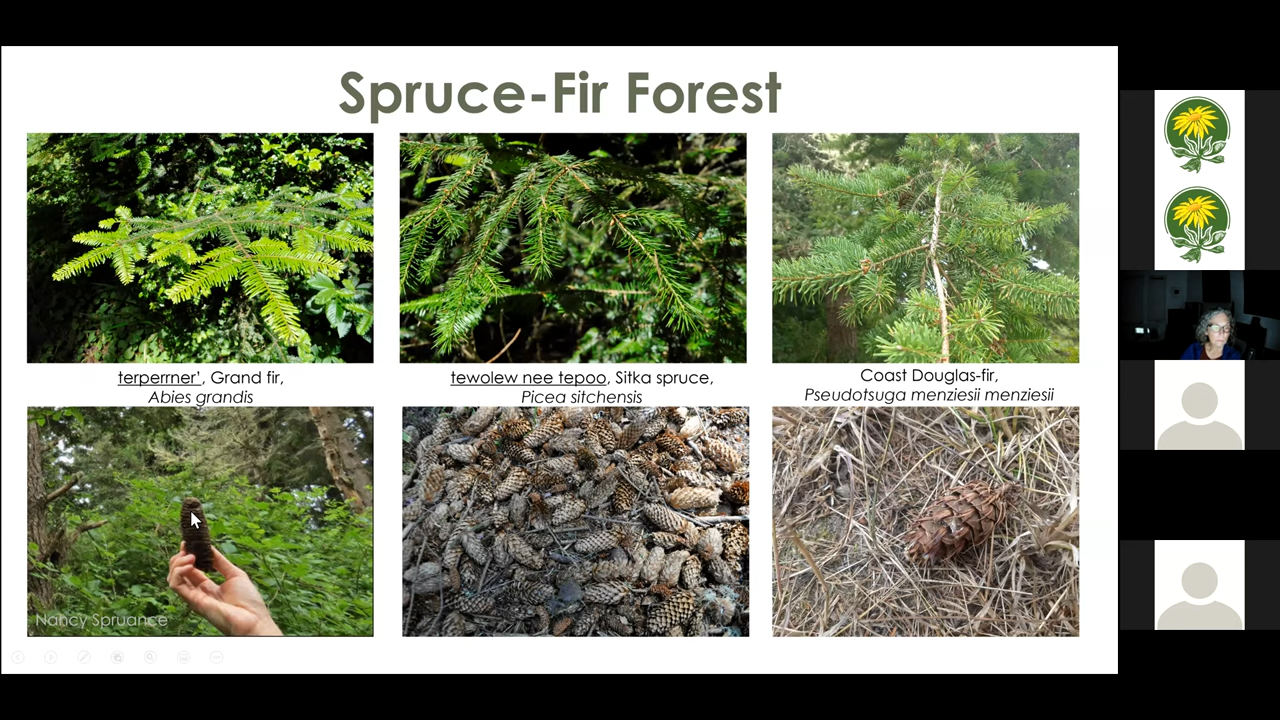 Spruce-Fir Forest
terperrner’, Grand fir,
Abies grandis
tewolew nee tepoo, Sitka spruce,
Picea sitchensis
Coast Douglas-fir,
Pseudotsuga menziesii menziesii
Nancy Spruance